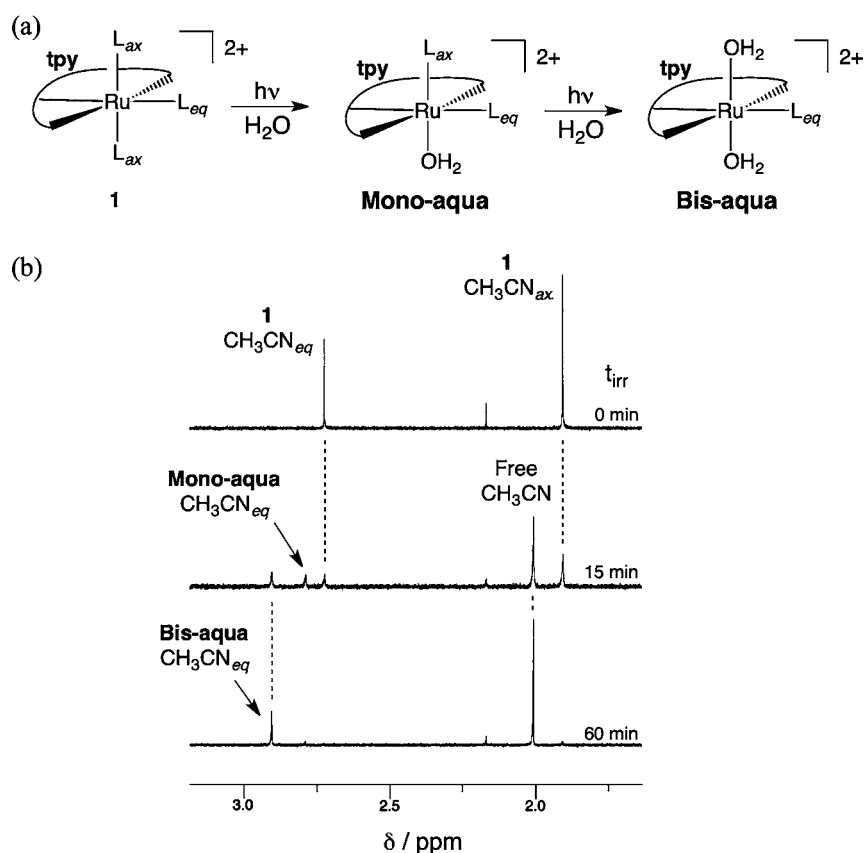 (a)
L_ax
tpy
2+
Ru
L_eq
L_ax
1
hν
H₂O
L_ax
tpy
2+
Ru
L_eq
OH₂
Mono-aqua
hν
H₂O
OH₂
tpy
2+
Ru
L_eq
OH₂
Bis-aqua
(b)
1
CH₃CN_eq
1
CH₃CN_ax.
t_irr
0 min
Mono-aqua
CH₃CN_eq
Free
CH₃CN
15 min
Bis-aqua
CH₃CN_eq
60 min
3.0 2.5 2.0
δ / ppm